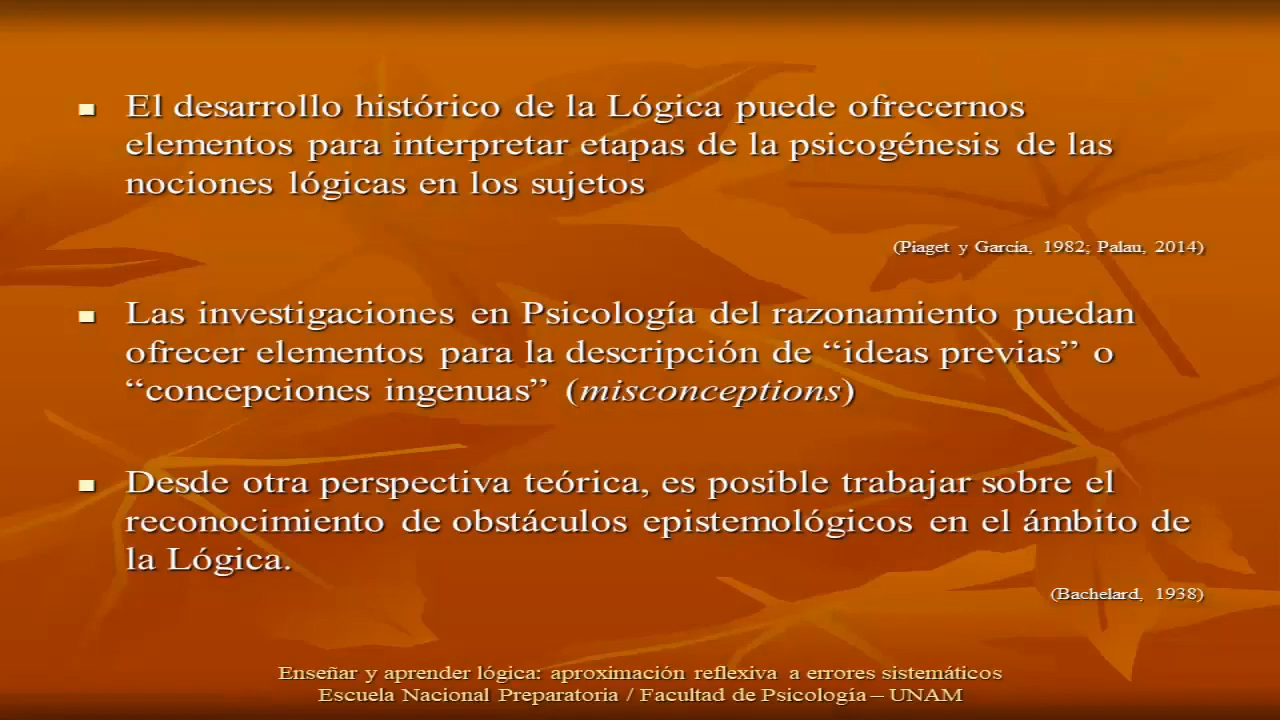 El desarrollo histórico de la Lógica puede ofrecernos
elementos para interpretar etapas de la psicogénesis de las
nociones lógicas en los sujetos
(Piaget y Garcia, 1982; Palau, 2014)
Las investigaciones en Psicología del razonamiento puedan
ofrecer elementos para la descripción de “ideas previas” o
“concepciones ingenuas” (misconceptions)
Desde otra perspectiva teórica, es posible trabajar sobre el
reconocimiento de obstáculos epistemológicos en el ámbito de
la Lógica.
(Bachelard, 1938)
Enseñar y aprender lógica: aproximación reflexiva a errores sistemáticos
Escuela Nacional Preparatoria / Facultad de Psicología – UNAM